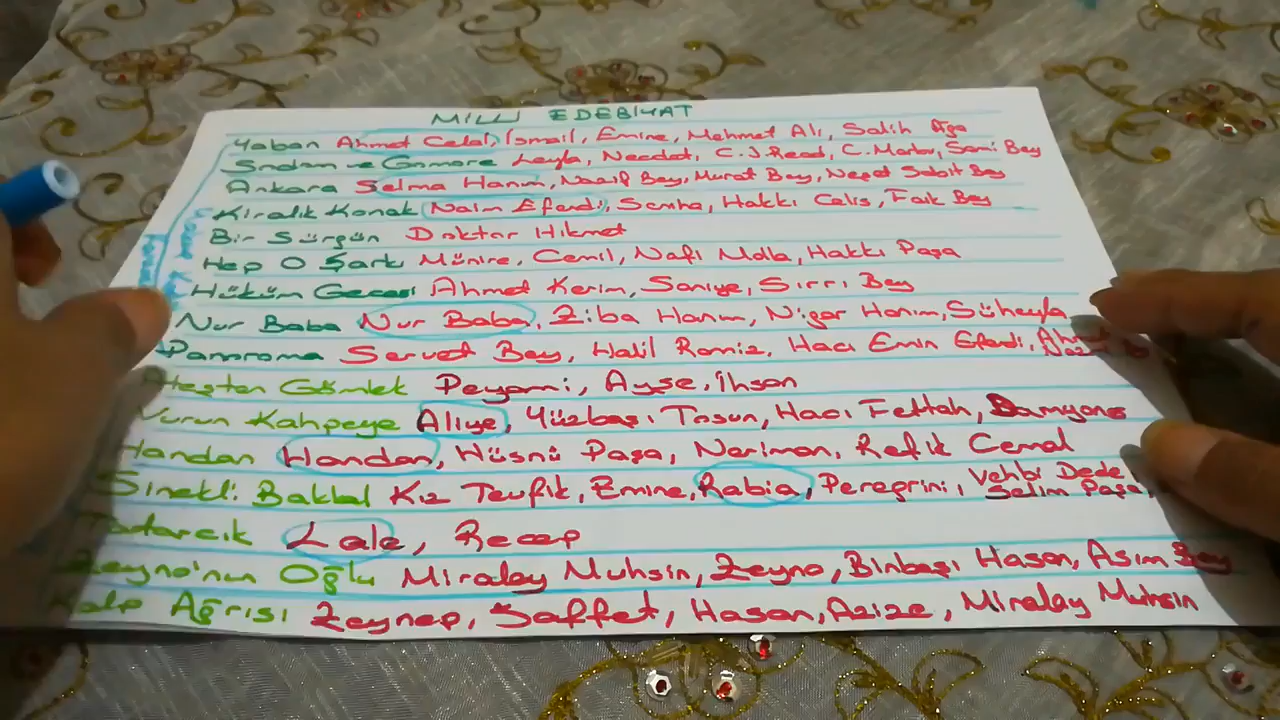 MİLLİ EDEBİYAT
Yaban Ahmet Celal, İsmail, Emine, Mehmet Ali, Salih Ağa
Sodom ve Gomore Leyla, Necdet, C. J. Read, C. Marlow, Sami Bey
Ankara Selma Hanım, Nazif Bey, Murat Bey, Neşet Sabit Bey
Kiralık Konak Naim Efendi, Seniha, Hakkı Celis, Faik Bey
Bir Sürgün Doktor Hikmet
Hep O Şarkı Münire, Cemil, Nafi Molla, Hakkı Paşa
Hüküm Gecesi Ahmet Kerim, Saniye, Sırrı Bey
Nur Baba Nur Baba, Ziba Hanım, Nigar Hanım, Süheyla
Panorama Servet Bey, Halil Ramiz, Hacı Emin Efendi,
Ateşten Gömlek Peyami, Ayşe, İhsan
Vurun Kahpeye Aliye, Yüzbaşı Tosun, Hacı Fettah, Damyanos
Handan Handan, Hüsnü Paşa, Neriman, Refik Cemal
Sinekli Bakkal Kız Tevfik, Emine, Rabia, Peregrini, Vehbi Dede, Selim Paşa,
Tatarcık Lale, Recep
Zeyno'nun Oğlu Miralay Muhsin, Zeyno, Binbaşı Hasan, Asım Bey
Kalp Ağrısı Zeynep, Saffet, Hasan, Azize, Miralay Muhsin